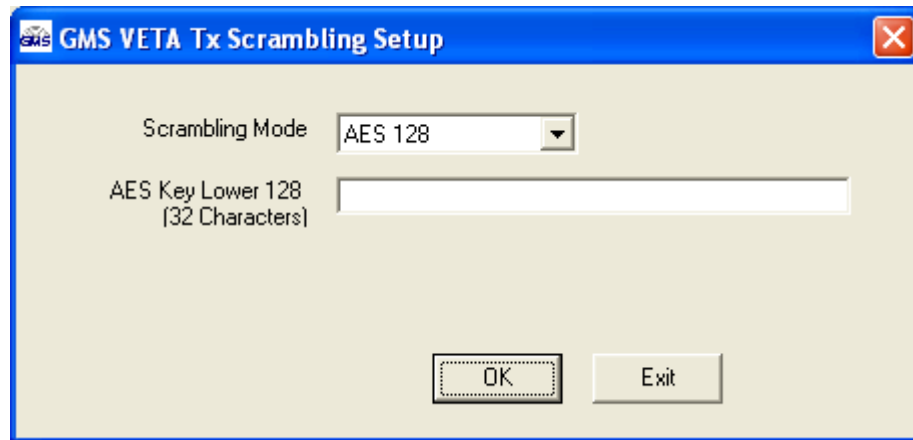 GMS GMS VETA Tx Scrambling Setup
Scrambling Mode AES 128
AES Key Lower 128
(32 Characters)
OK Exit